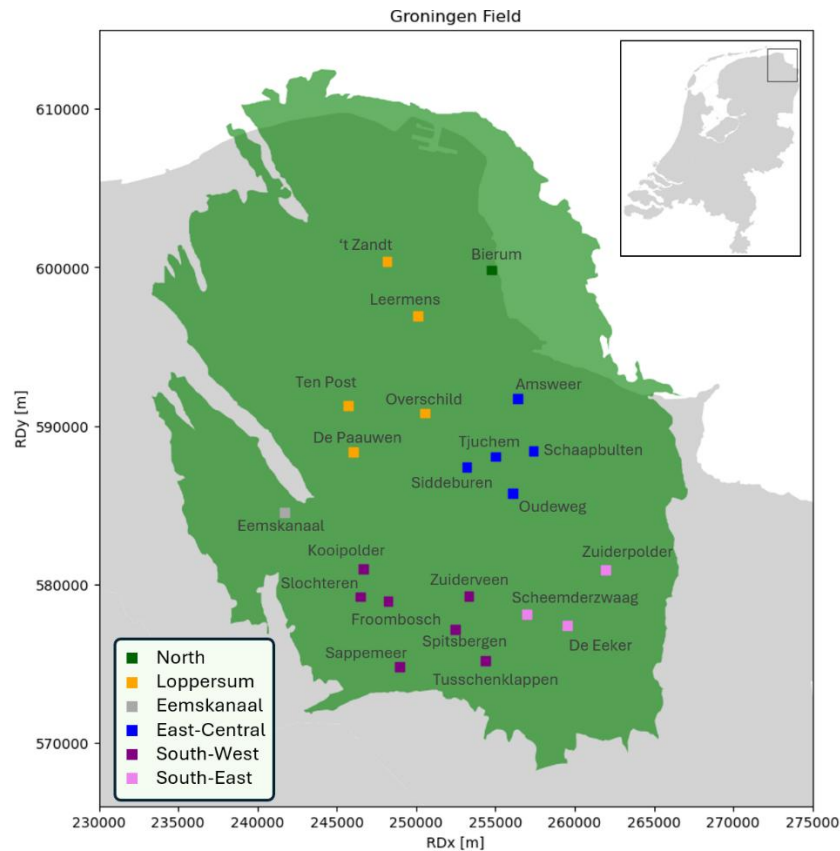 Groningen Field
610000
600000
590000
580000
570000
RDy [m]
‘t Zandt
Bierum
Leermens
Ten Post
Overschild
Amsweer
De Paauwen
Tjuchem
Schaapbulten
Siddeburen
Oudeweg
Eemskanaal
Kooipolder
Zuiderpolder
Slochteren
Zuiderveen
Scheemderzwaag
Froombosch
Spitsbergen
De Eeker
Sappemeer
Tusschenklappen
North
Loppersum
Eemskanaal
East-Central
South-West
South-East
230000 235000 240000 245000 250000 255000 260000 265000 270000 275000
RDx [m]